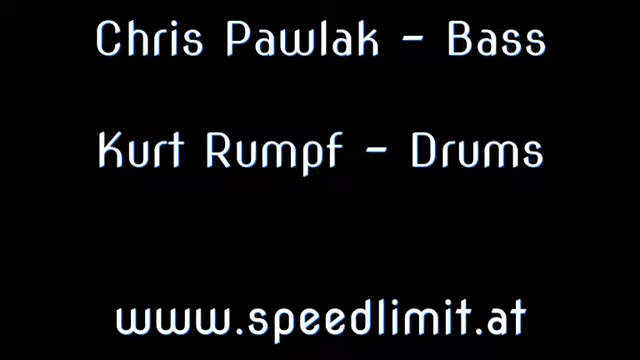 Chris Pawlak - Bass
Kurt Rumpf - Drums
www.speedlimit.at